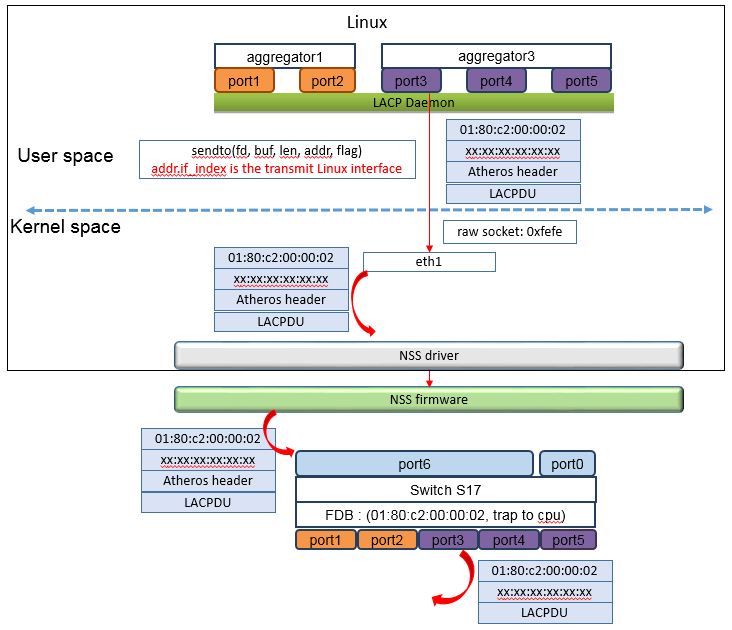 Linux
aggregator1
aggregator3
port1
port2
port3
port4
port5
LACP Daemon
User space
sendto(fd, buf, len, addr, flag)
addr.if_index is the transmit Linux interface
01:80:c2:00:00:02
xx:xx:xx:xx:xx:xx
Atheros header
LACPDU
Kernel space
raw socket: 0xfefe
eth1
01:80:c2:00:00:02
xx:xx:xx:xx:xx:xx
Atheros header
LACPDU
NSS driver
NSS firmware
01:80:c2:00:00:02
xx:xx:xx:xx:xx:xx
Atheros header
LACPDU
port6
port0
Switch S17
FDB : (01:80:c2:00:00:02, trap to cpu)
port1
port2
port3
port4
port5
01:80:c2:00:00:02
xx:xx:xx:xx:xx:xx
LACPDU